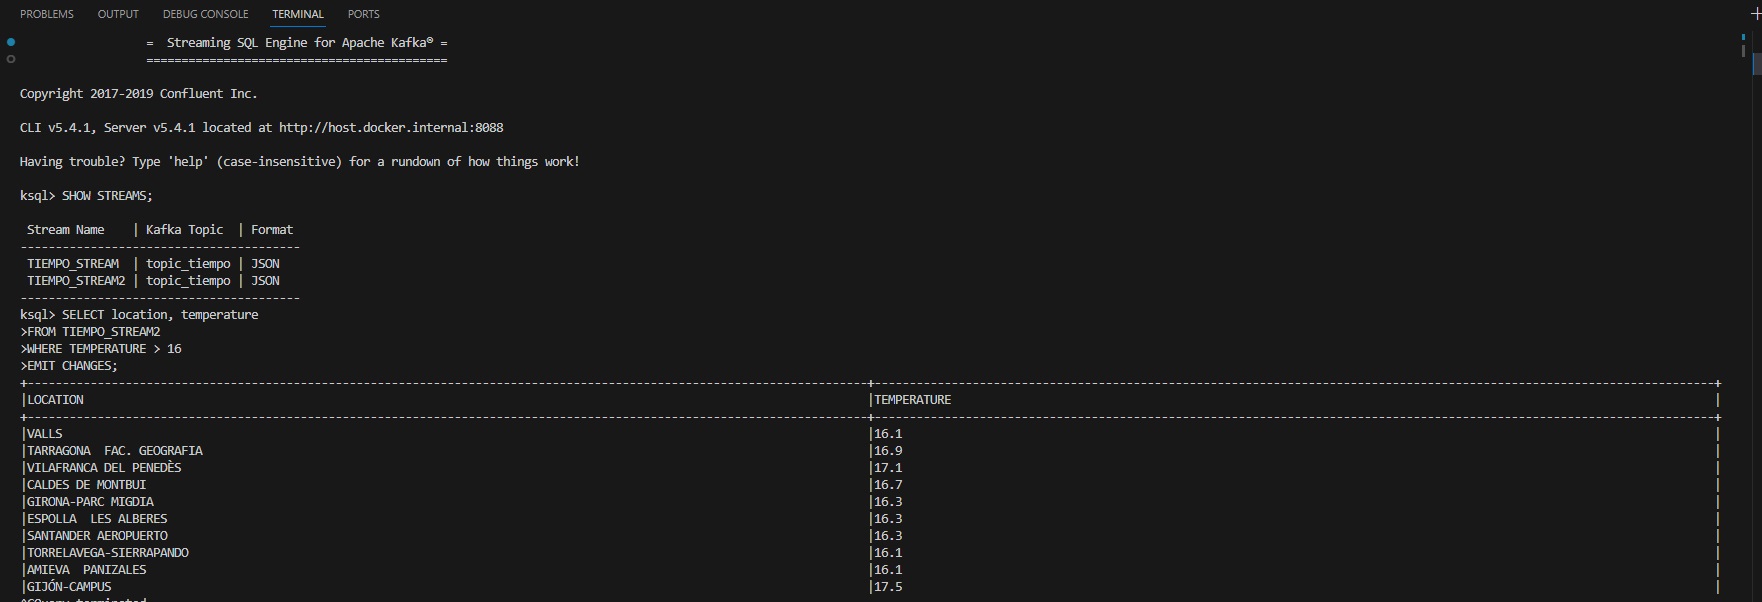 PROBLEMS OUTPUT DEBUG CONSOLE TERMINAL PORTS
= Streaming SQL Engine for Apache Kafka® =
===========================================
Copyright 2017-2019 Confluent Inc.
CLI v5.4.1, Server v5.4.1 located at http://host.docker.internal:8088
Having trouble? Type 'help' (case-insensitive) for a rundown of how things work!
ksql> SHOW STREAMS;
Stream Name | Kafka Topic | Format
----------------------------------------
TIEMPO_STREAM | topic_tiempo | JSON
TIEMPO_STREAM2 | topic_tiempo | JSON
----------------------------------------
ksql> SELECT location, temperature
>FROM TIEMPO_STREAM2
>WHERE TEMPERATURE > 16
>EMIT CHANGES;
|LOCATION |TEMPERATURE |
|VALLS |16.1 |
|TARRAGONA  FAC. GEOGRAFIA |16.9 |
|VILAFRANCA DEL PENEDÈS |17.1 |
|CALDES DE MONTBUI |16.7 |
|GIRONA-PARC MIGDIA |16.3 |
|ESPOLLA  LES ALBERES |16.3 |
|SANTANDER AEROPUERTO |16.3 |
|TORRELAVEGA-SIERRAPANDO |16.1 |
|AMIEVA  PANIZALES |16.1 |
|GIJÓN-CAMPUS |17.5 |
^CQuery terminated